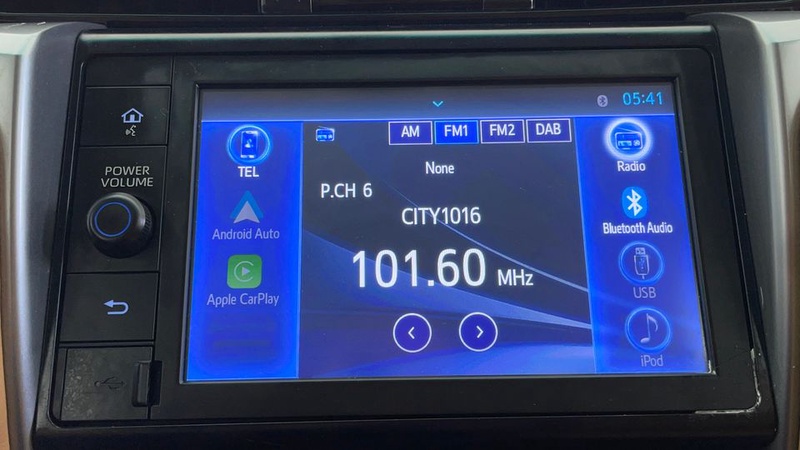 05:41
AM FM1 FM2 DAB
TEL
None
Radio
P.CH 6
CITY1016
POWER
VOLUME
Android Auto
Bluetooth Audio
101.60 MHz
Apple CarPlay
USB
iPod